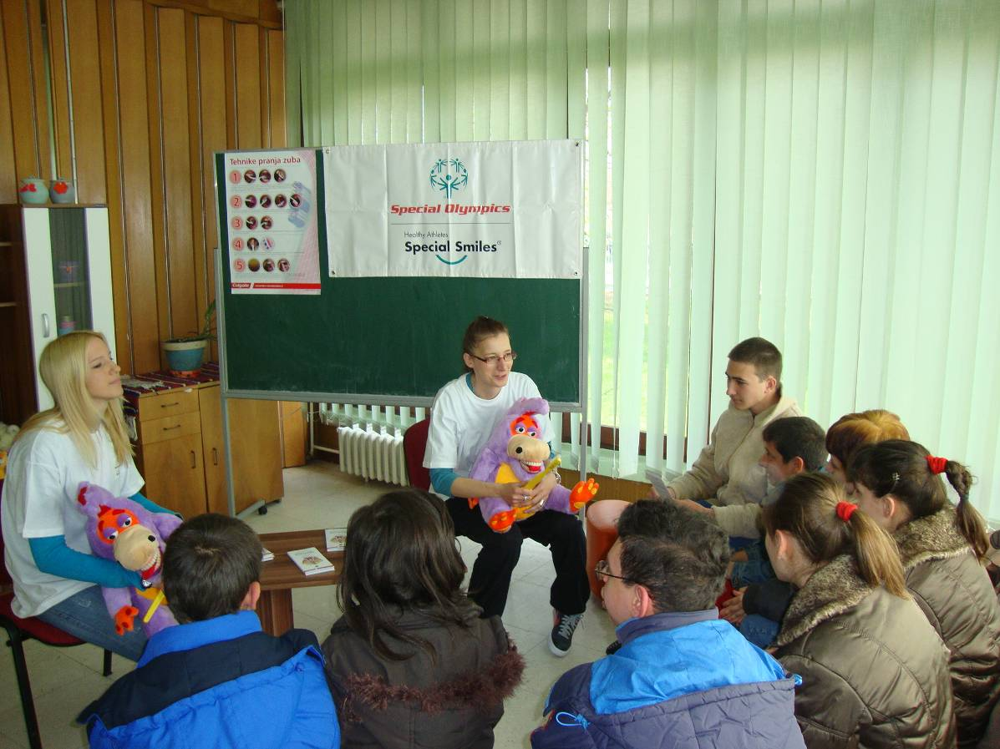 Tehnike pranja zuba
1
2
3
4
5
Colgate
Special Olympics
Healthy Athletes
Special Smiles